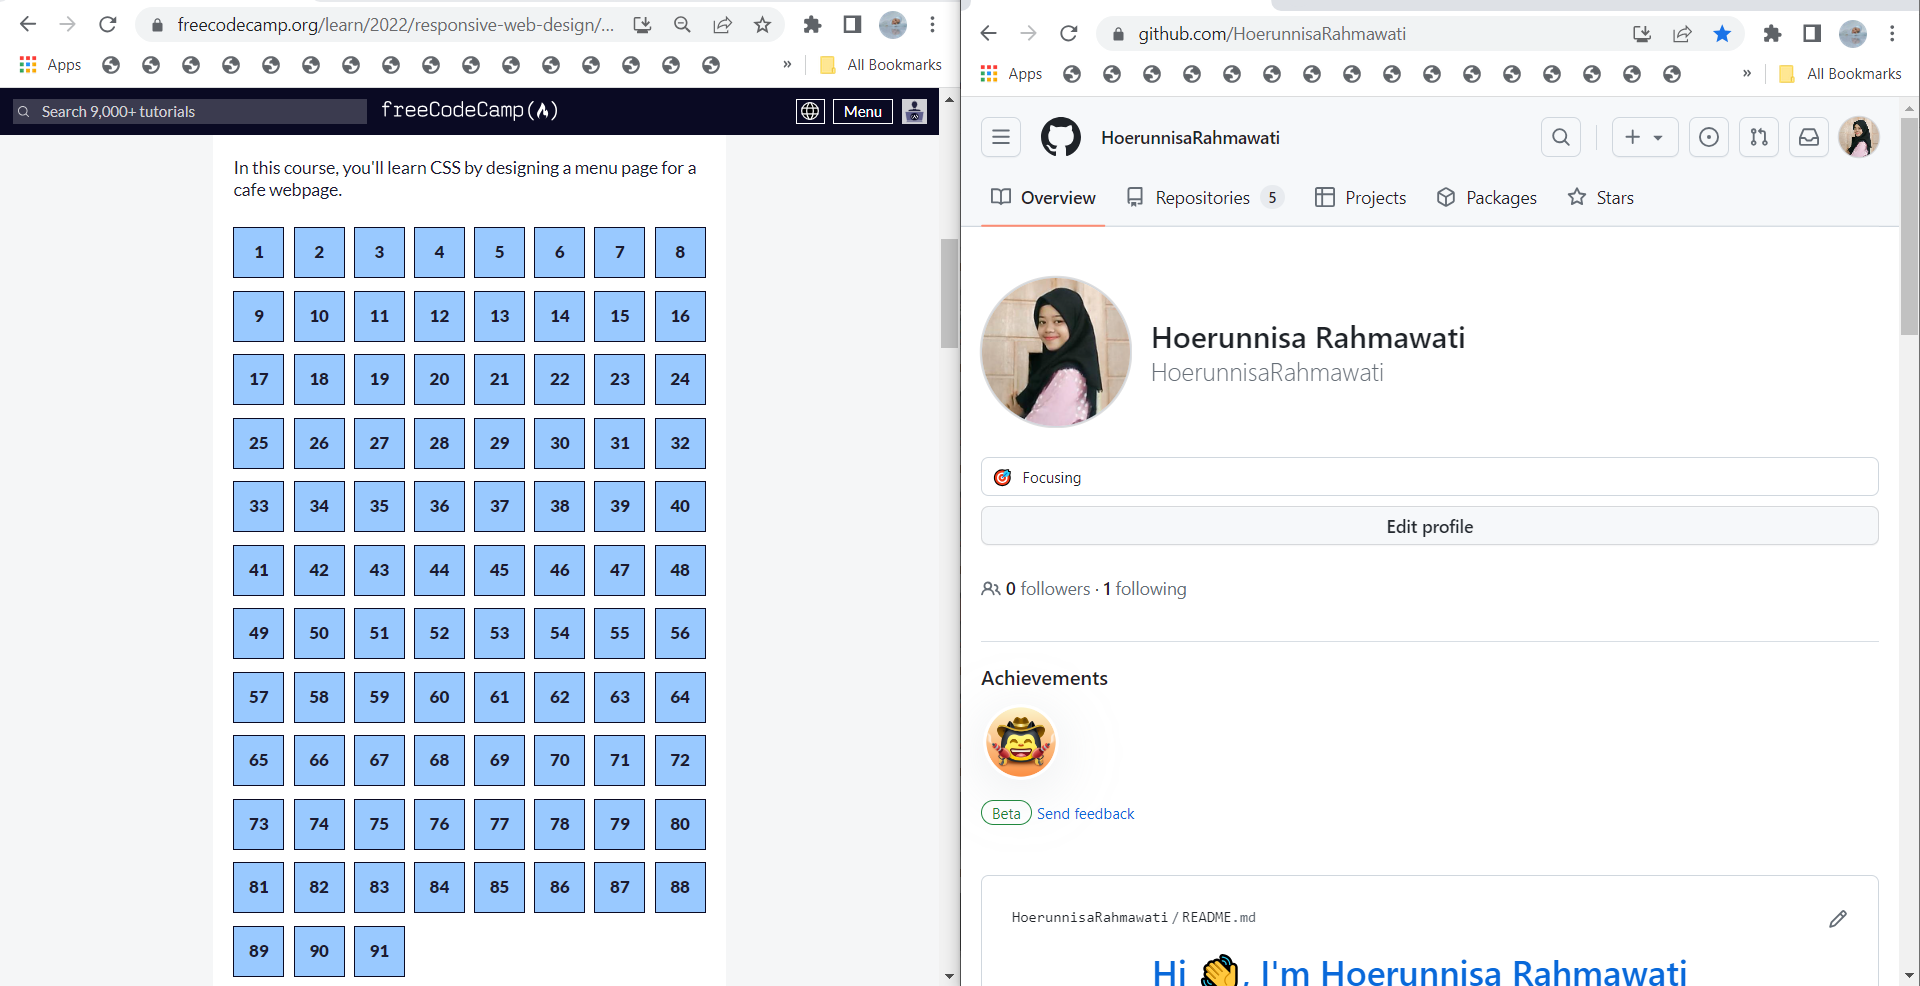 freecodecamp.org/learn/2022/responsive-web-design/...
Apps
»
All Bookmarks
Search 9,000+ tutorials
freeCodeCamp
Menu
In this course, you'll learn CSS by designing a menu page for a
cafe webpage.
1 2 3 4 5 6 7 8
9 10 11 12 13 14 15 16
17 18 19 20 21 22 23 24
25 26 27 28 29 30 31 32
33 34 35 36 37 38 39 40
41 42 43 44 45 46 47 48
49 50 51 52 53 54 55 56
57 58 59 60 61 62 63 64
65 66 67 68 69 70 71 72
73 74 75 76 77 78 79 80
81 82 83 84 85 86 87 88
89 90 91
github.com/HoerunnisaRahmawati
Apps
»
All Bookmarks
HoerunnisaRahmawati
Overview Repositories 5 Projects Packages Stars
Hoerunnisa Rahmawati
HoerunnisaRahmawati
Focusing
Edit profile
0 followers · 1 following
Achievements
Beta Send feedback
HoerunnisaRahmawati / README.md
Hi 👋, I'm Hoerunnisa Rahmawati